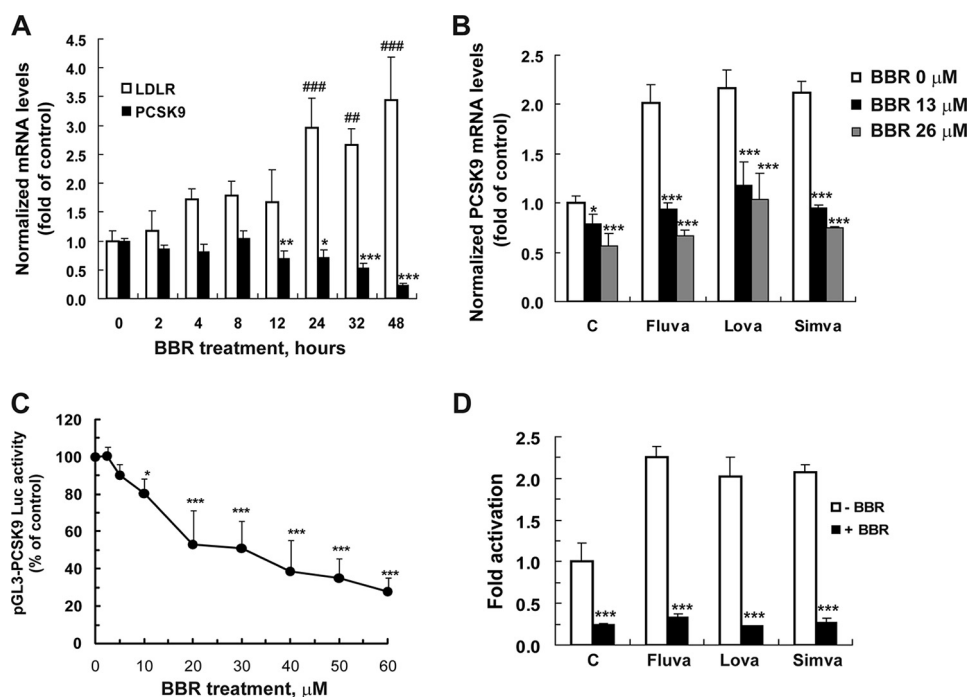 A
Normalized mRNA levels
(fold of control)
4.5
4.0
3.5
3.0
2.5
2.0
1.5
1.0
0.5
0.0
LDLR
PCSK9
###
##
###
**
*
***
***
0 2 4 8 12 24 32 48
BBR treatment, hours
B
Normalized PCSK9 mRNA levels
(fold of control)
2.5
2.0
1.5
1.0
0.5
0.0
BBR 0 μM
BBR 13 μM
BBR 26 μM
*
***
***
***
***
***
***
***
C Fluva Lova Simva
C
pGL3-PCSK9 Luc activity
(% of control)
120
100
80
60
40
20
0
*
***
***
***
***
***
0 10 20 30 40 50 60
BBR treatment, μM
D
Fold activation
2.5
2.0
1.5
1.0
0.5
0.0
- BBR
+ BBR
***
***
***
***
C Fluva Lova Simva